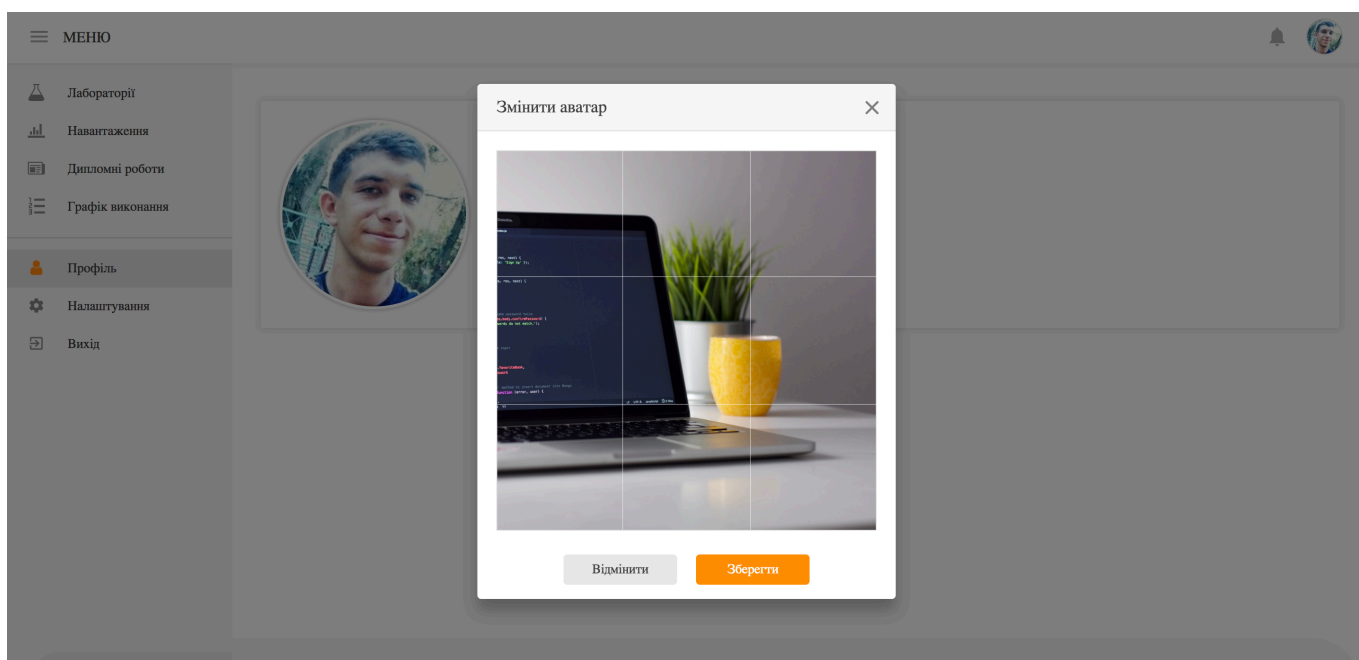 МЕНЮ
Лабораторії
Навантаження
Дипломні роботи
Графік виконання
Профіль
Налаштування
Вихід
Змінити аватар
Відмінити
Зберегти